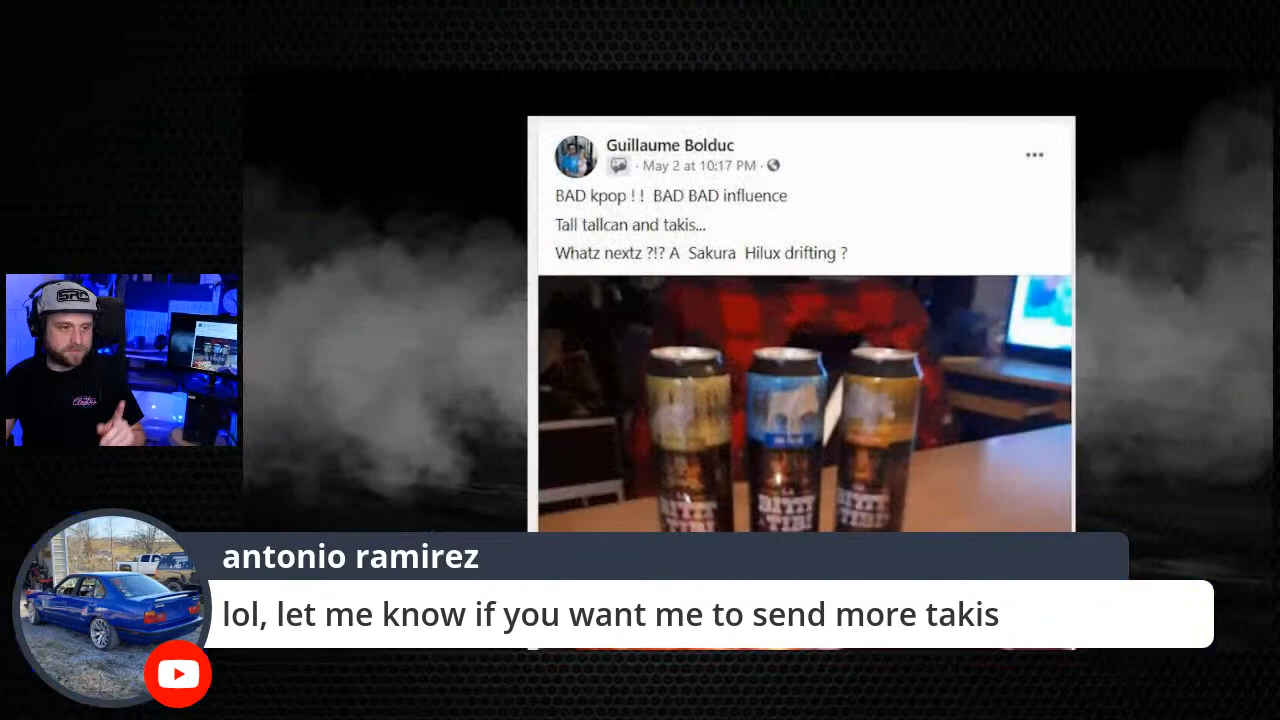 Guillaume Bolduc
· May 2 at 10:17 PM ·
BAD kpop ! ! BAD BAD influence
Tall tallcan and takis...
Whatz nextz ?!? A Sakura Hilux drifting ?
antonio ramirez
lol, let me know if you want me to send more takis